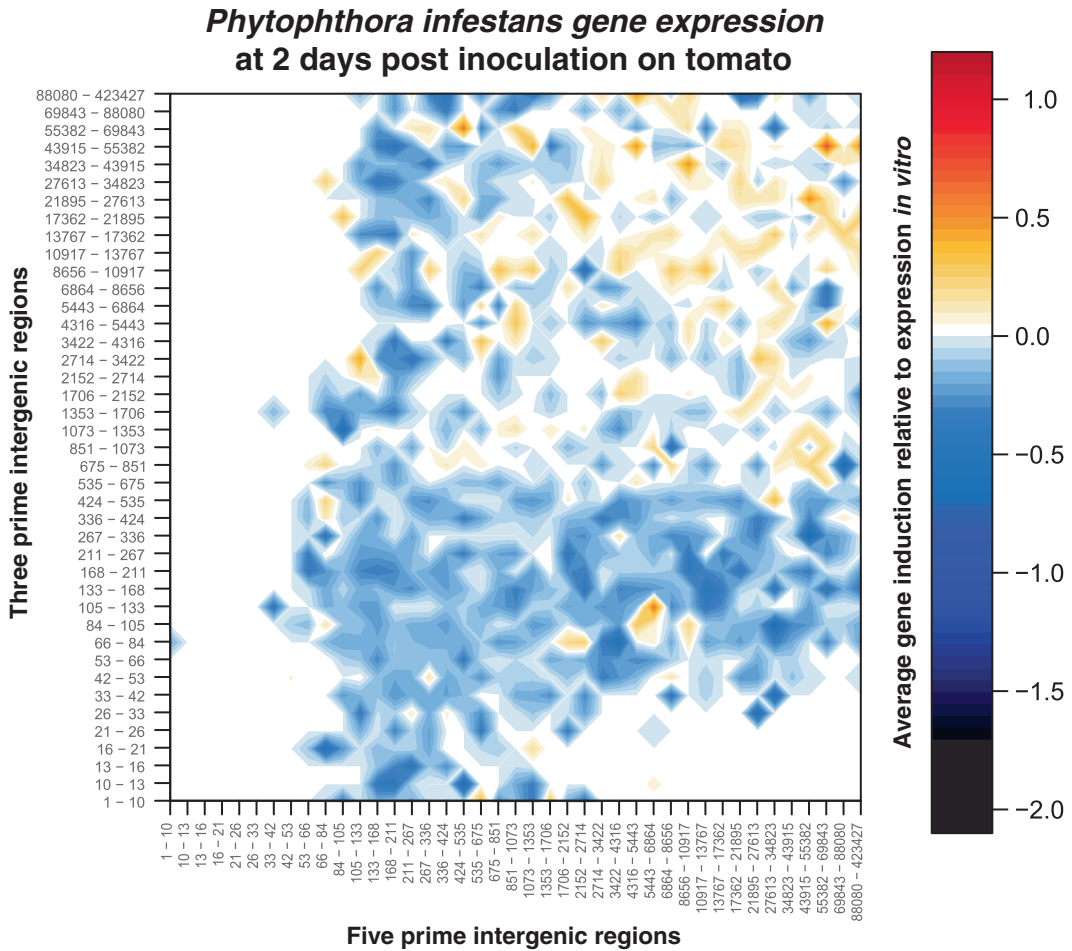 Phytophthora infestans gene expression
at 2 days post inoculation on tomato
Three prime intergenic regions
88080 – 423427
69843 – 88080
55382 – 69843
43915 – 55382
34823 – 43915
27613 – 34823
21895 – 27613
17362 – 21895
13767 – 17362
10917 – 13767
8656 – 10917
6864 – 8656
5443 – 6864
4316 – 5443
3422 – 4316
2714 – 3422
2152 – 2714
1706 – 2152
1353 – 1706
1073 – 1353
851 – 1073
675 – 851
535 – 675
424 – 535
336 – 424
267 – 336
211 – 267
168 – 211
133 – 168
105 – 133
84 – 105
66 – 84
53 – 66
42 – 53
33 – 42
26 – 33
21 – 26
16 – 21
13 – 16
10 – 13
1 – 10
1 – 10
10 – 13
13 – 16
16 – 21
21 – 26
26 – 33
33 – 42
42 – 53
53 – 66
66 – 84
84 – 105
105 – 133
133 – 168
168 – 211
211 – 267
267 – 336
336 – 424
424 – 535
535 – 675
675 – 851
851 – 1073
1073 – 1353
1353 – 1706
1706 – 2152
2152 – 2714
2714 – 3422
3422 – 4316
4316 – 5443
5443 – 6864
6864 – 8656
8656 – 10917
10917 – 13767
13767 – 17362
17362 – 21895
21895 – 27613
27613 – 34823
34823 – 43915
43915 – 55382
55382 – 69843
69843 – 88080
88080 – 423427
Five prime intergenic regions
Average gene induction relative to expression in vitro
1.0
0.5
0.0
−0.5
−1.0
−1.5
−2.0